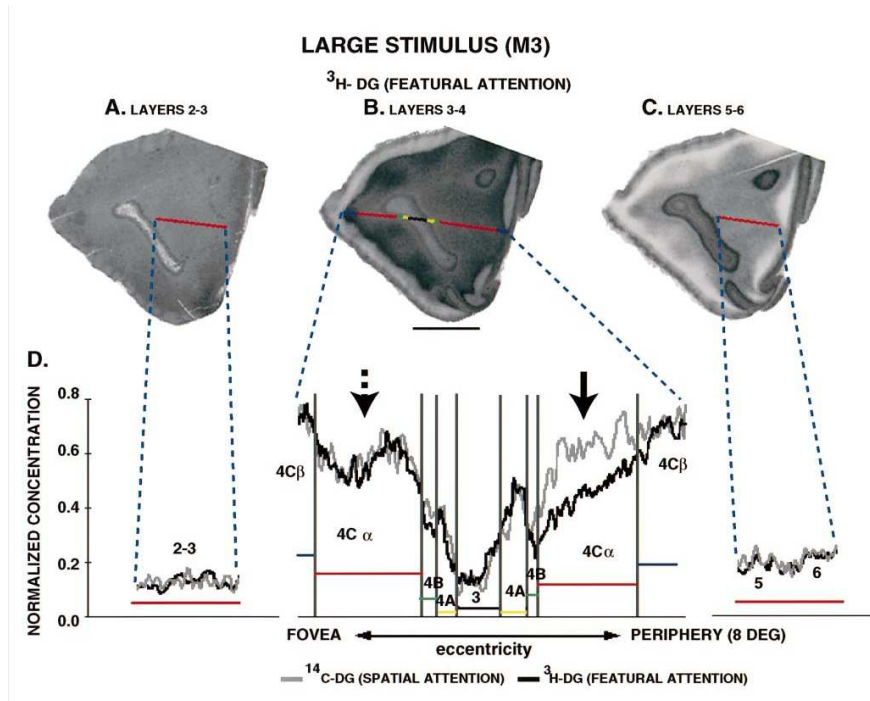 LARGE STIMULUS (M3)
³H- DG (FEATURAL ATTENTION)
A. LAYERS 2-3
B. LAYERS 3-4
C. LAYERS 5-6
D.
NORMALIZED CONCENTRATION
0.8
0.6
0.4
0.2
0.0
2-3
4Cβ
4C α
4B
4A
3
4A
4B
4Cα
4Cβ
5
6
FOVEA
eccentricity
PERIPHERY (8 DEG)
¹⁴C-DG (SPATIAL ATTENTION) ³H-DG (FEATURAL ATTENTION)